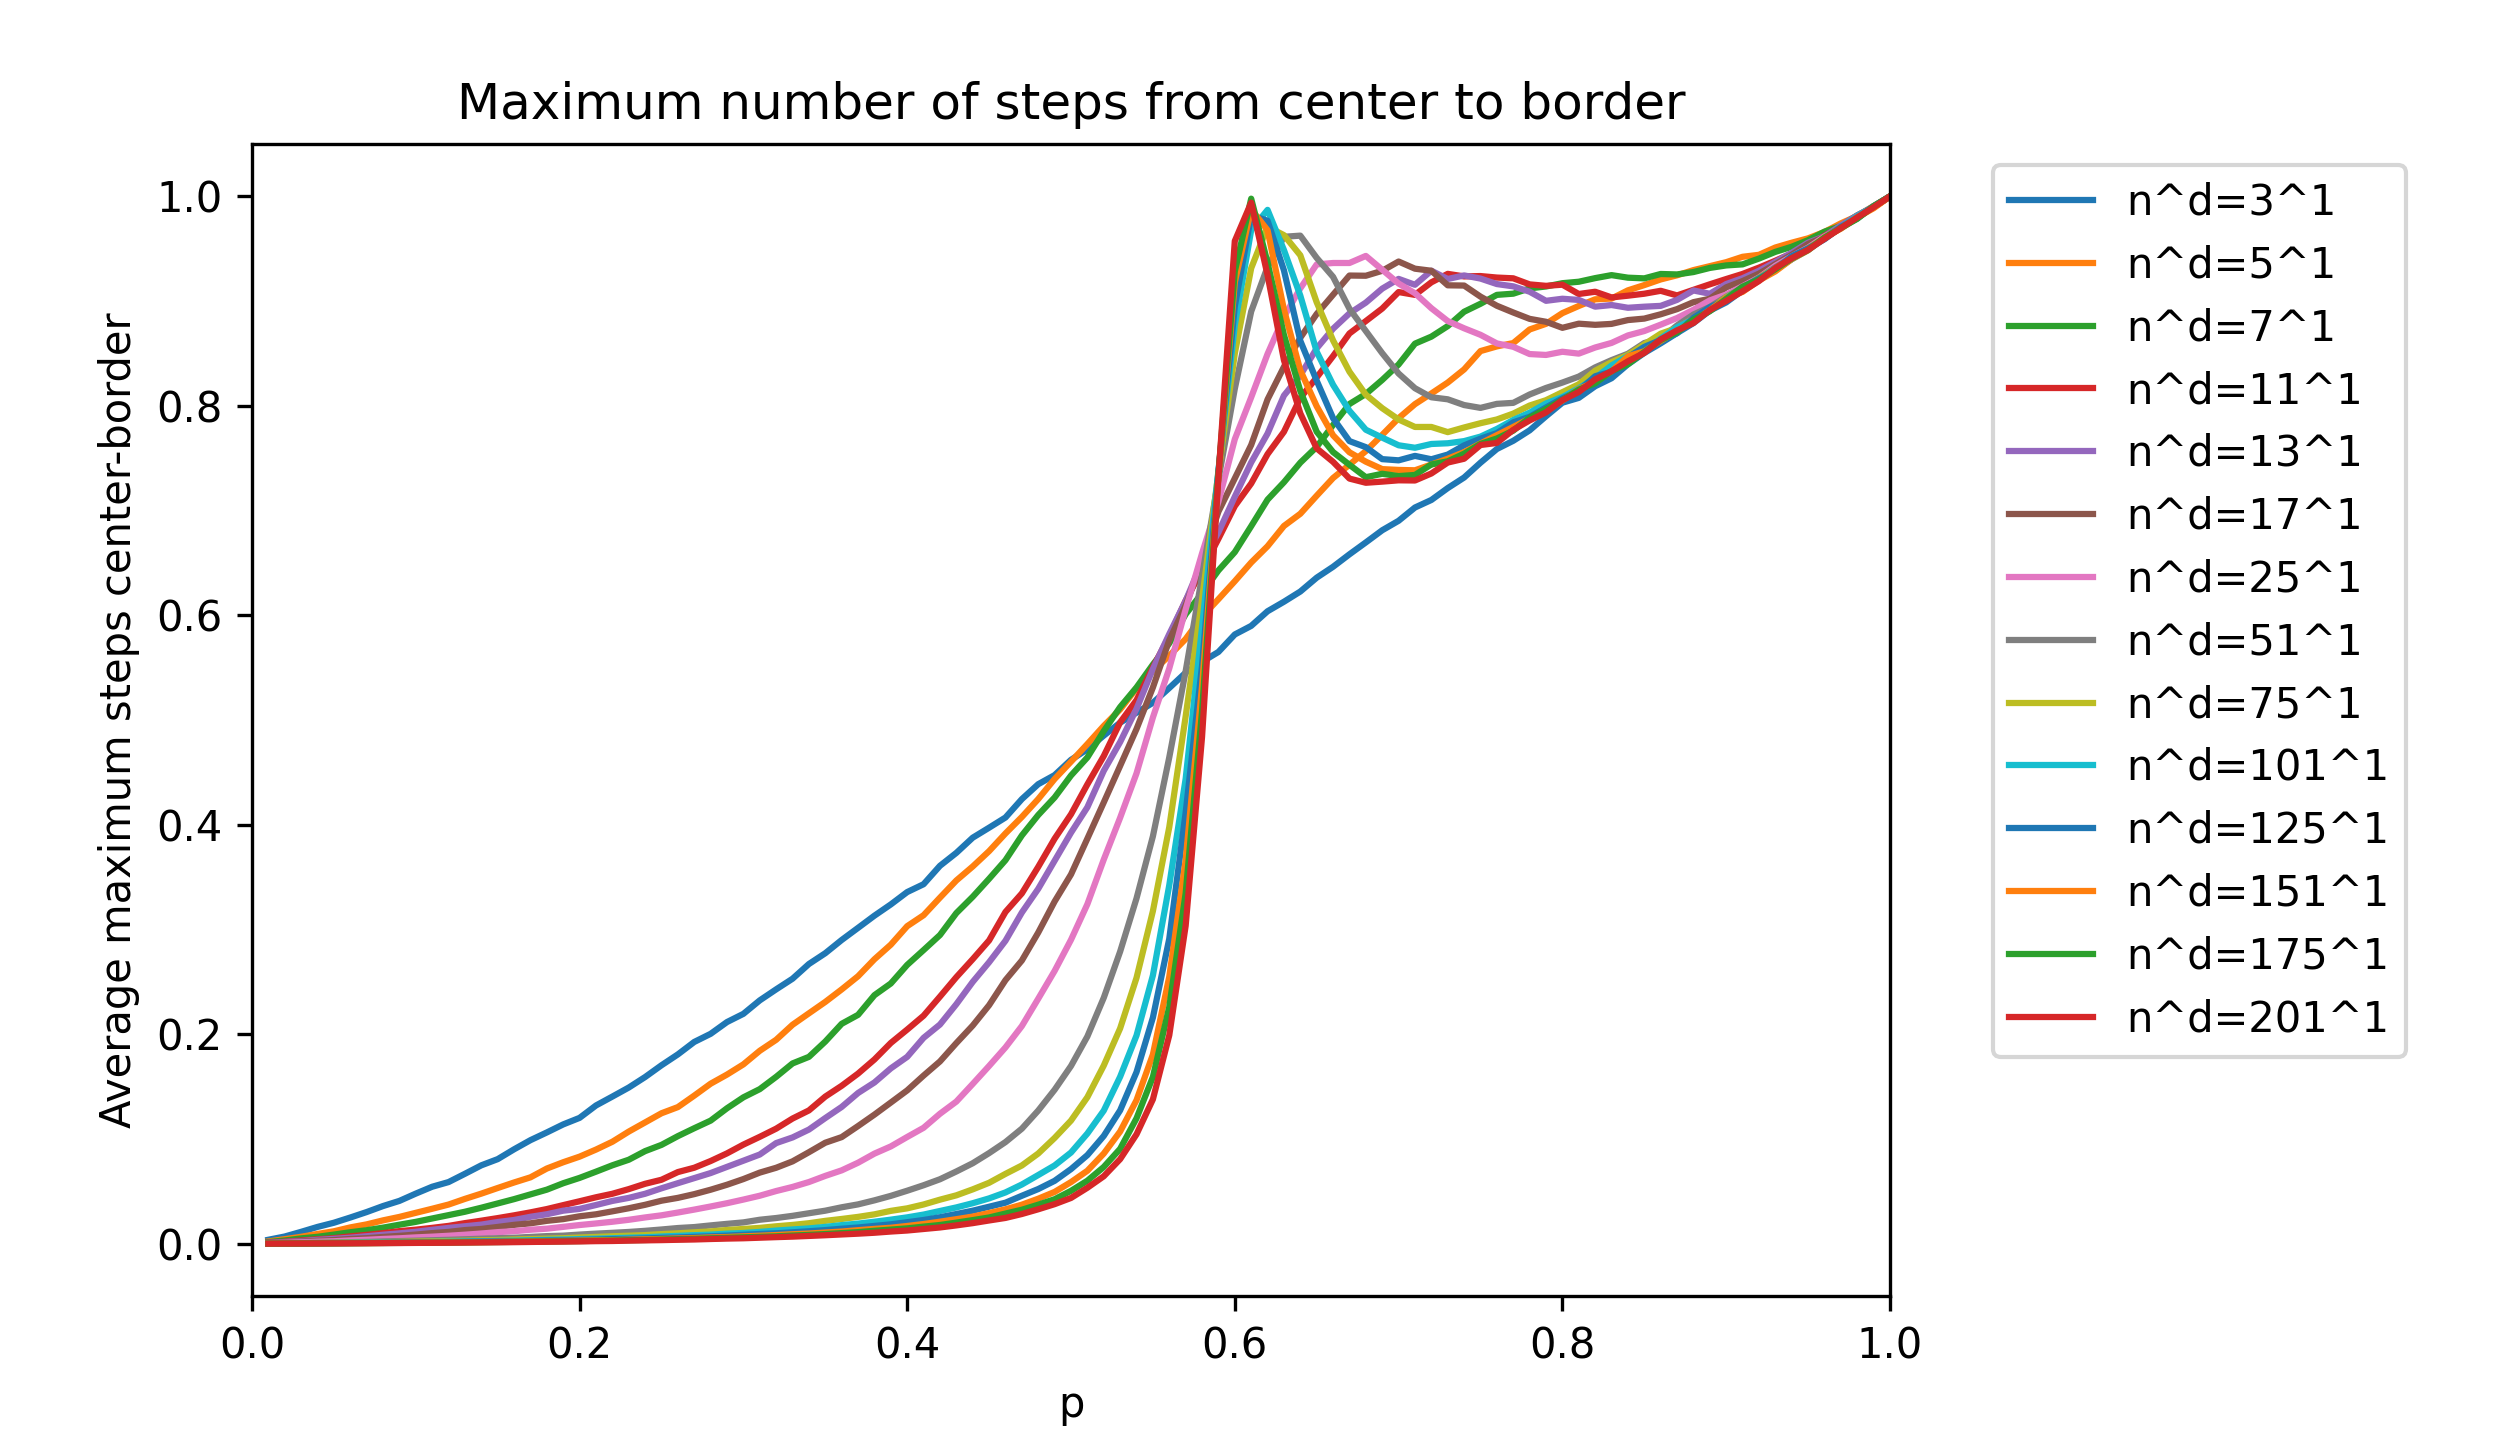 Maximum number of steps from center to border
Average maximum steps center-border
1.0
0.8
0.6
0.4
0.2
0.0
0.0 0.2 0.4 0.6 0.8 1.0
p
n^d=3^1
n^d=5^1
n^d=7^1
n^d=11^1
n^d=13^1
n^d=17^1
n^d=25^1
n^d=51^1
n^d=75^1
n^d=101^1
n^d=125^1
n^d=151^1
n^d=175^1
n^d=201^1